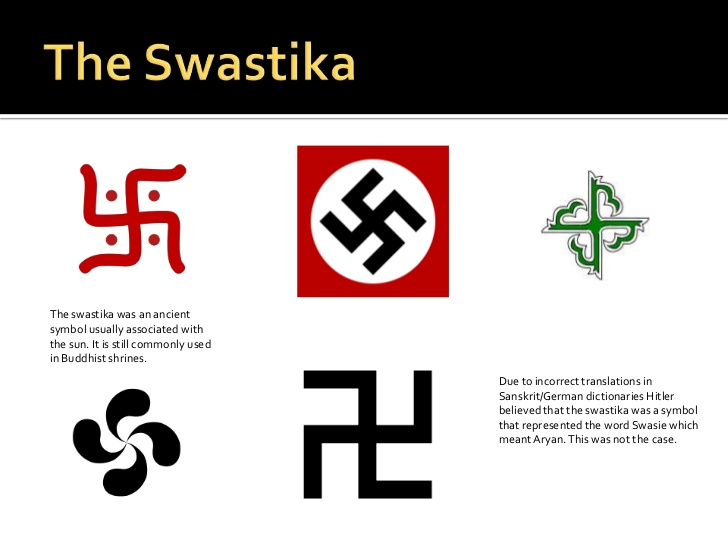 The Swastika
The swastika was an ancient
symbol usually associated with
the sun. It is still commonly used
in Buddhist shrines.
Due to incorrect translations in
Sanskrit/German dictionaries Hitler
believed that the swastika was a symbol
that represented the word Swasie which
meant Aryan. This was not the case.